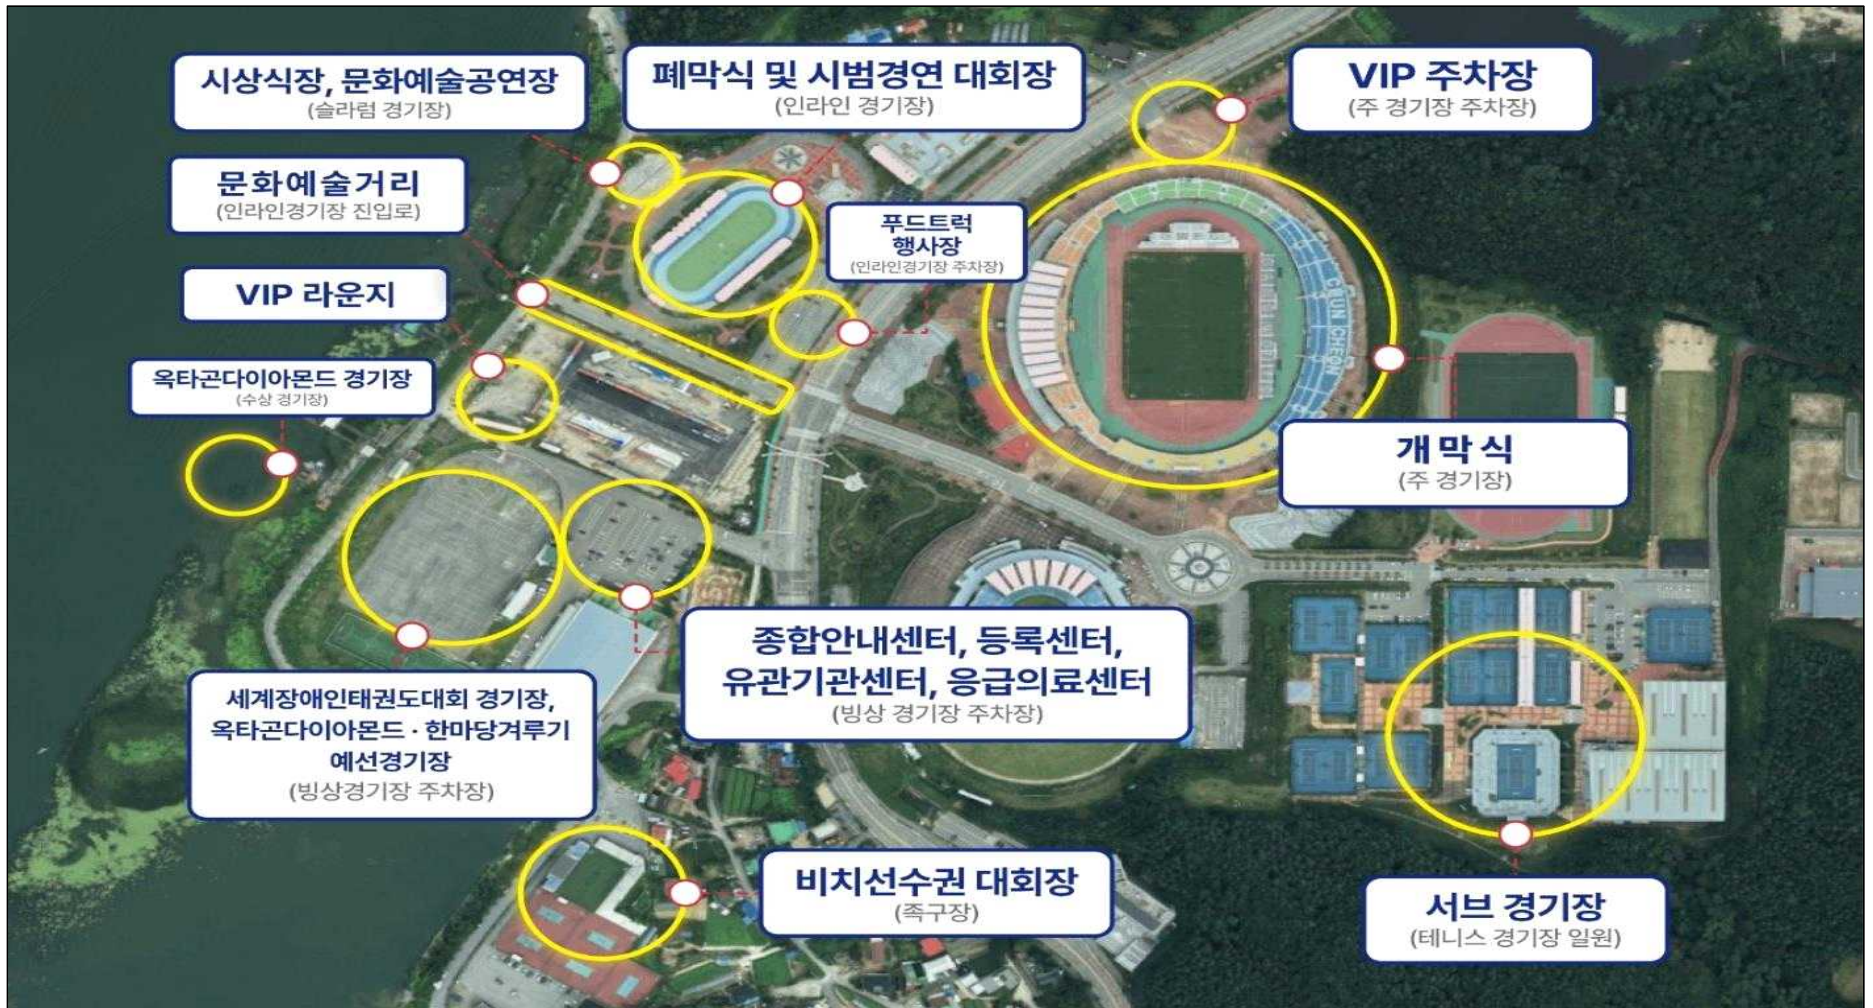 시상식장, 문화예술공연장
(슬라럼 경기장)
폐막식 및 시범경연 대회장
(인라인 경기장)
VIP 주차장
(주 경기장 주차장)
문화예술거리
(인라인경기장 진입로)
푸드트럭
행사장
(인라인경기장 주차장)
VIP 라운지
옥타곤다이아몬드 경기장
(수상 경기장)
CHUN CHEON
개 막 식
(주 경기장)
종합안내센터, 등록센터,
유관기관센터, 응급의료센터
(빙상 경기장 주차장)
세계장애인태권도대회 경기장,
옥타곤다이아몬드 · 한마당겨루기
예선경기장
(빙상경기장 주차장)
비치선수권 대회장
(족구장)
서브 경기장
(테니스 경기장 일원)